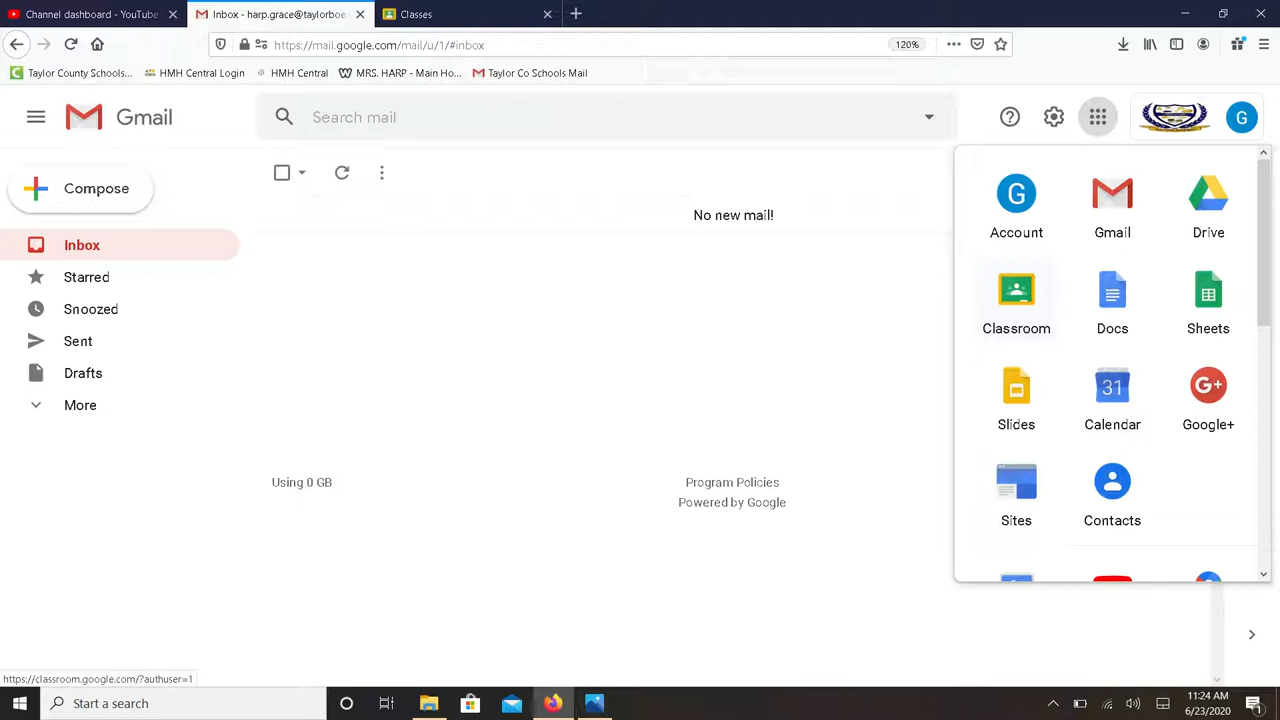 Channel dashboard - YouTube
Inbox - harp.grace@taylorboe.
Classes
https://mail.google.com/mail/u/1/#inbox
120%
Taylor County Schools...
HMH Central Login
HMH Central
MRS. HARP - Main Ho...
Taylor Co Schools Mail
Gmail
Search mail
G
Compose
No new mail!
Inbox
Starred
Snoozed
Sent
Drafts
More
G
Account
Gmail
Drive
Classroom
Docs
Sheets
Slides
31
Calendar
G+
Google+
Sites
Contacts
Using 0 GB
Program Policies
Powered by Google
https://classroom.google.com/?authuser=1
Start a search
11:24 AM
6/23/2020
1